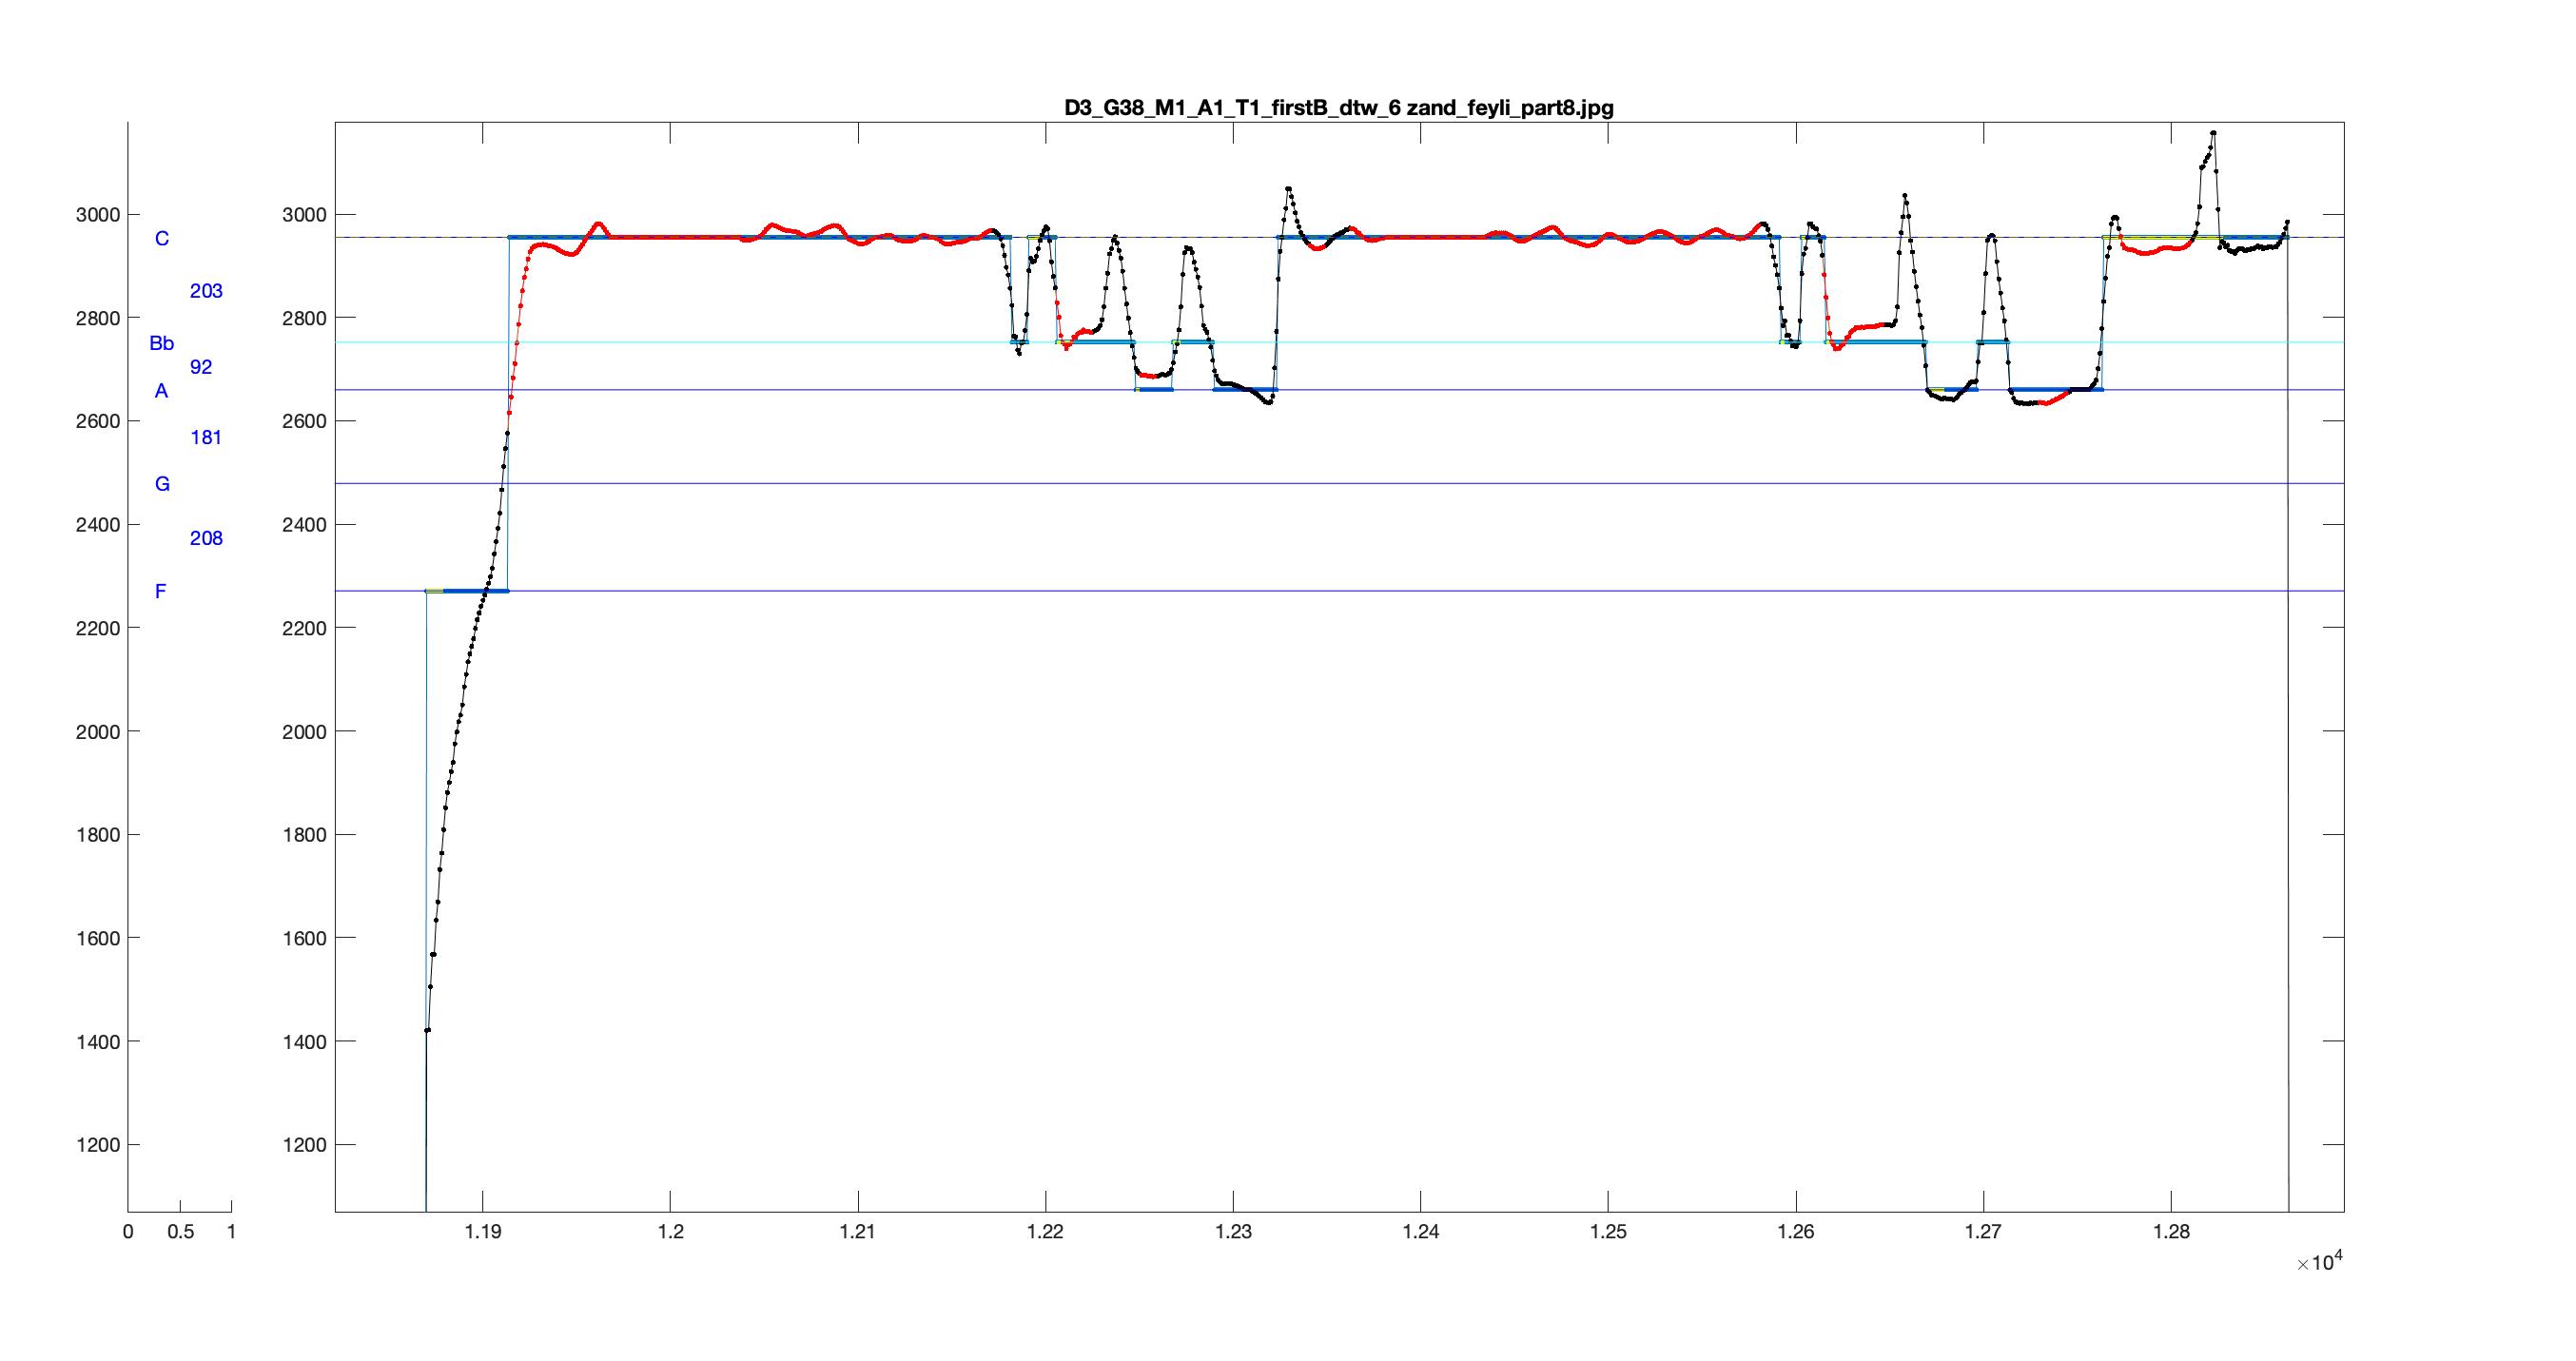 D3_G38_M1_A1_T1_firstB_dtw_6 zand_feyli_part8.jpg
3000 3000
C
203
2800 2800
Bb
92
A
2600 2600
181
G
2400 2400
208
F
2200 2200
2000 2000
1800 1800
1600 1600
1400 1400
1200 1200
0 0.5 1 1.19 1.2 1.21 1.22 1.23 1.24 1.25 1.26 1.27 1.28
×10⁴